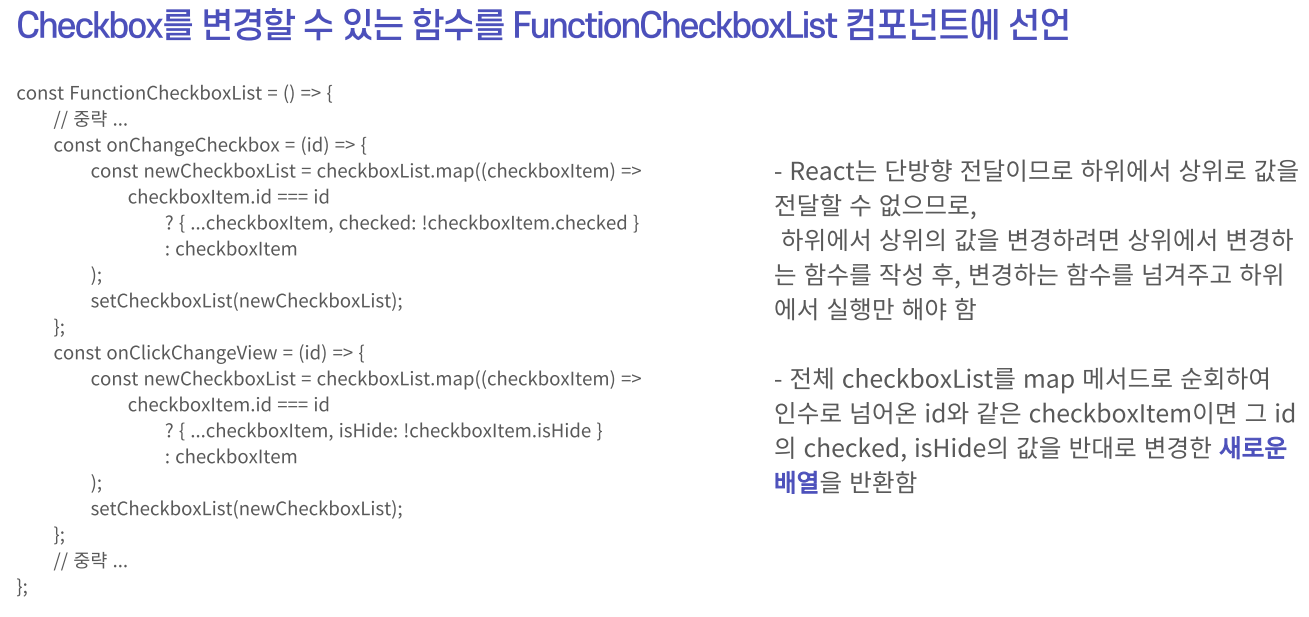 Checkbox를 변경할 수 있는 함수를 FunctionCheckboxList 컴포넌트에 선언
const FunctionCheckboxList = () => {
// 중략 ...
const onChangeCheckbox = (id) => {
const newCheckboxList = checkboxList.map((checkboxItem) =>
checkboxItem.id === id
? { ...checkboxItem, checked: !checkboxItem.checked }
: checkboxItem
);
setCheckboxList(newCheckboxList);
};
const onClickChangeView = (id) => {
const newCheckboxList = checkboxList.map((checkboxItem) =>
checkboxItem.id === id
? { ...checkboxItem, isHide: !checkboxItem.isHide }
: checkboxItem
);
setCheckboxList(newCheckboxList);
};
// 중략 ...
};
- React는 단방향 전달이므로 하위에서 상위로 값을
전달할 수 없으므로,
하위에서 상위의 값을 변경하려면 상위에서 변경하
는 함수를 작성 후, 변경하는 함수를 넘겨주고 하위
에서 실행만 해야 함
- 전체 checkboxList를 map 메서드로 순회하여
인수로 넘어온 id와 같은 checkboxItem이면 그 id
의 checked, isHide의 값을 반대로 변경한 새로운
배열을 반환함